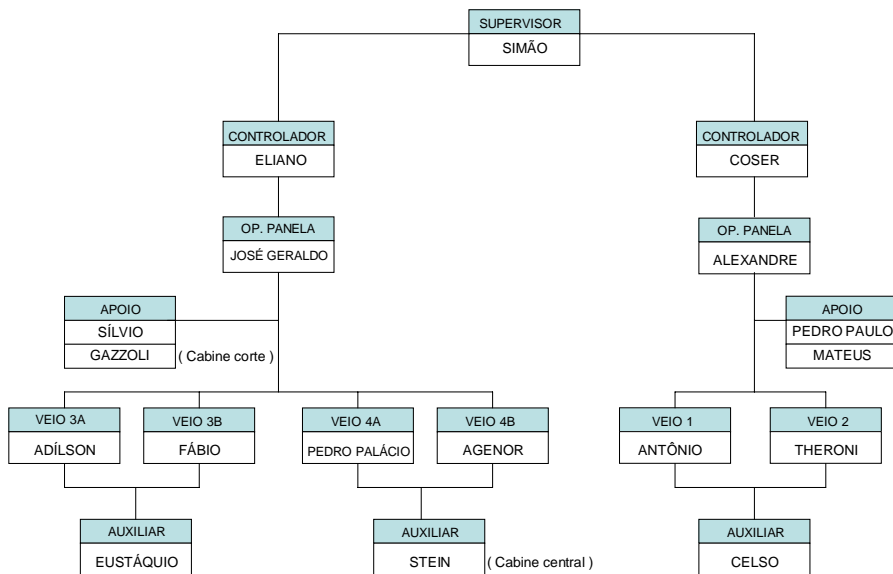 SUPERVISOR
SIMÃO
CONTROLADOR
ELIANO
CONTROLADOR
COSER
OP. PANELA
JOSÉ GERALDO
OP. PANELA
ALEXANDRE
APOIO
SÍLVIO
GAZZOLI
( Cabine corte )
APOIO
PEDRO PAULO
MATEUS
VEIO 3A
ADÍLSON
VEIO 3B
FÁBIO
VEIO 4A
PEDRO PALÁCIO
VEIO 4B
AGENOR
VEIO 1
ANTÔNIO
VEIO 2
THERONI
AUXILIAR
EUSTÁQUIO
AUXILIAR
STEIN
( Cabine central )
AUXILIAR
CELSO